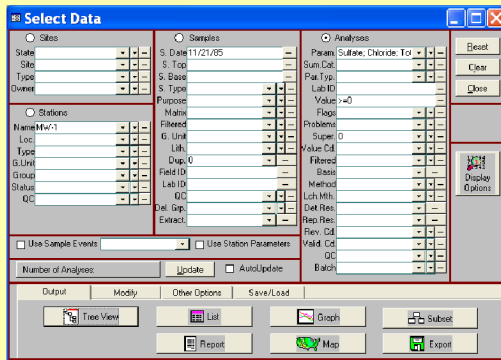 Select Data
Sites
State
Site
Type
Owner
Stations
Name MW-1
Loc.
Type
G.Unit
Group
Status
QC
Samples
S. Date 11/21/85
S. Top
S. Base
S. Type
Purpose
Matrix
Filtered
G. Unit
Lith.
Dup. 0
Field ID
Lab ID
QC
Del. Grp.
Extract.
Analyses
Param. Sulfate; Chloride; Tot
Sum.Cat.
Par.Typ.
Lab ID
Value >=0
Flags
Problems
Super. 0
Value Cd.
Filtered
Basis
Method
Lch.Mth.
Det.Res.
Rep.Res.
Rev. Cd.
Valid. Cd.
QC
Batch
Reset
Clear
Close
Display
Options
Use Sample Events
Use Station Parameters
Number of Analyses:
Update
AutoUpdate
Output
Modify
Other Options
Save/Load
Tree View
List
Graph
Subset
Report
Map
Export